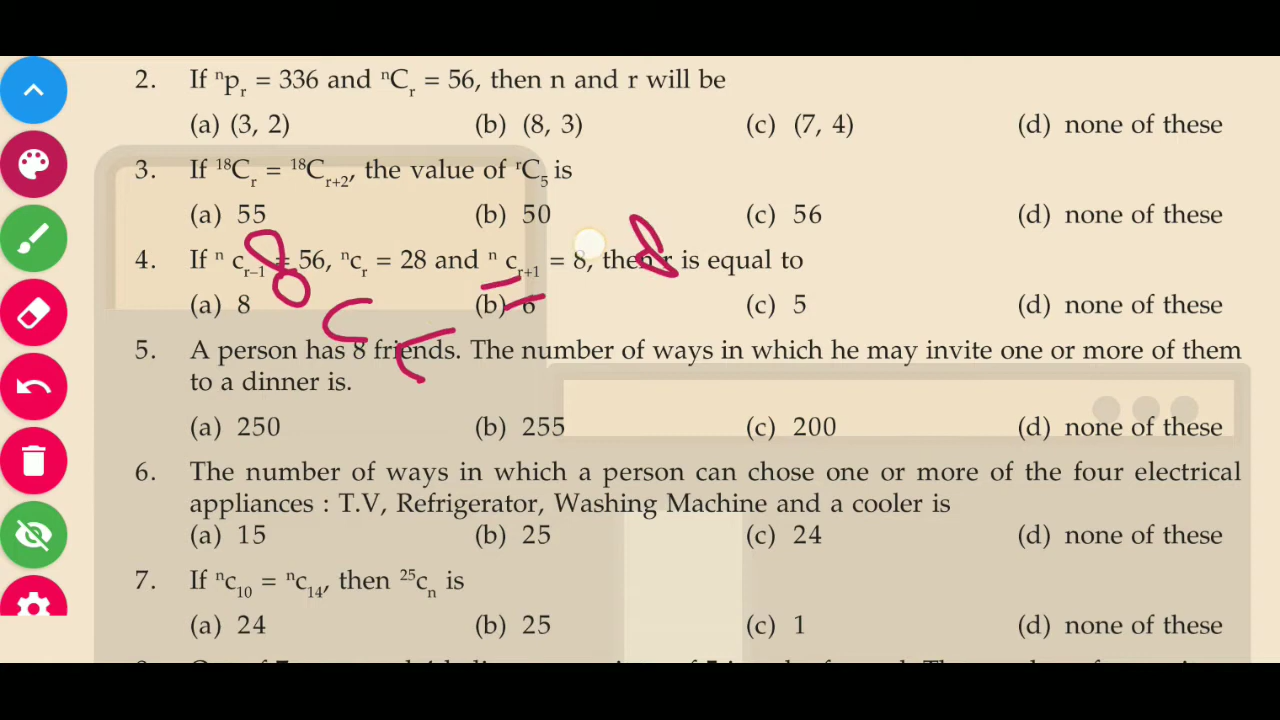 2. If ⁿpᵣ = 336 and ⁿCᵣ = 56, then n and r will be
(a) (3, 2) (b) (8, 3) (c) (7, 4) (d) none of these
3. If ¹⁸Cᵣ = ¹⁸Cᵣ₊₂, the value of ʳC₅ is
(a) 55 (b) 50 (c) 56 (d) none of these
4. If ⁿ cᵣ₋₁ = 56, ⁿcᵣ = 28 and ⁿ cᵣ₊₁ = 8, then r is equal to
(a) 8 (b) 6 (c) 5 (d) none of these
8 C
5. A person has 8 friends. The number of ways in which he may invite one or more of them
to a dinner is.
(a) 250 (b) 255 (c) 200 (d) none of these
6. The number of ways in which a person can chose one or more of the four electrical
appliances : T.V, Refrigerator, Washing Machine and a cooler is
(a) 15 (b) 25 (c) 24 (d) none of these
7. If ⁿc₁₀ = ⁿc₁₄, then ²⁵cₙ is
(a) 24 (b) 25 (c) 1 (d) none of these